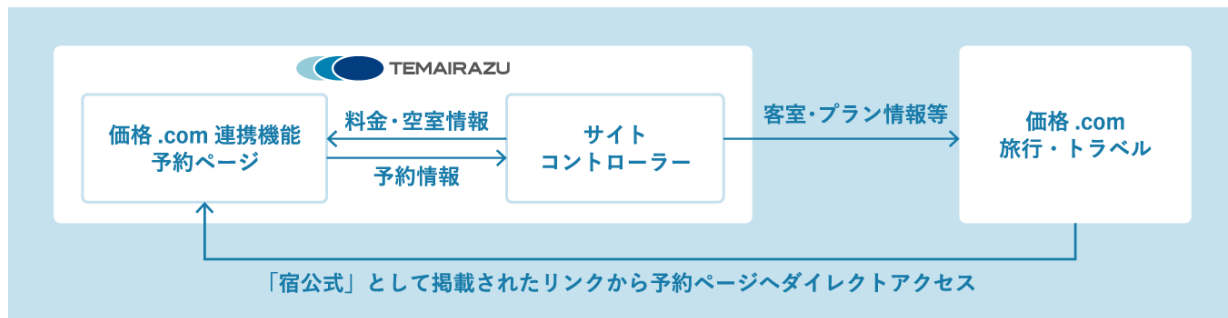 TEMAIRAZU
価格.com 連携機能
予約ページ
料金・空室情報
予約情報
サイト
コントローラー
客室・プラン情報等
価格.com
旅行・トラベル
「宿公式」として掲載されたリンクから予約ページへダイレクトアクセス